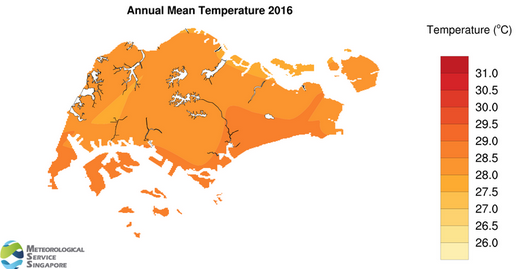 Annual Mean Temperature 2016
Temperature (°C)
31.0
30.5
30.0
29.5
29.0
28.5
28.0
27.5
27.0
26.5
26.0
METEOROLOGICAL
SERVICE
SINGAPORE